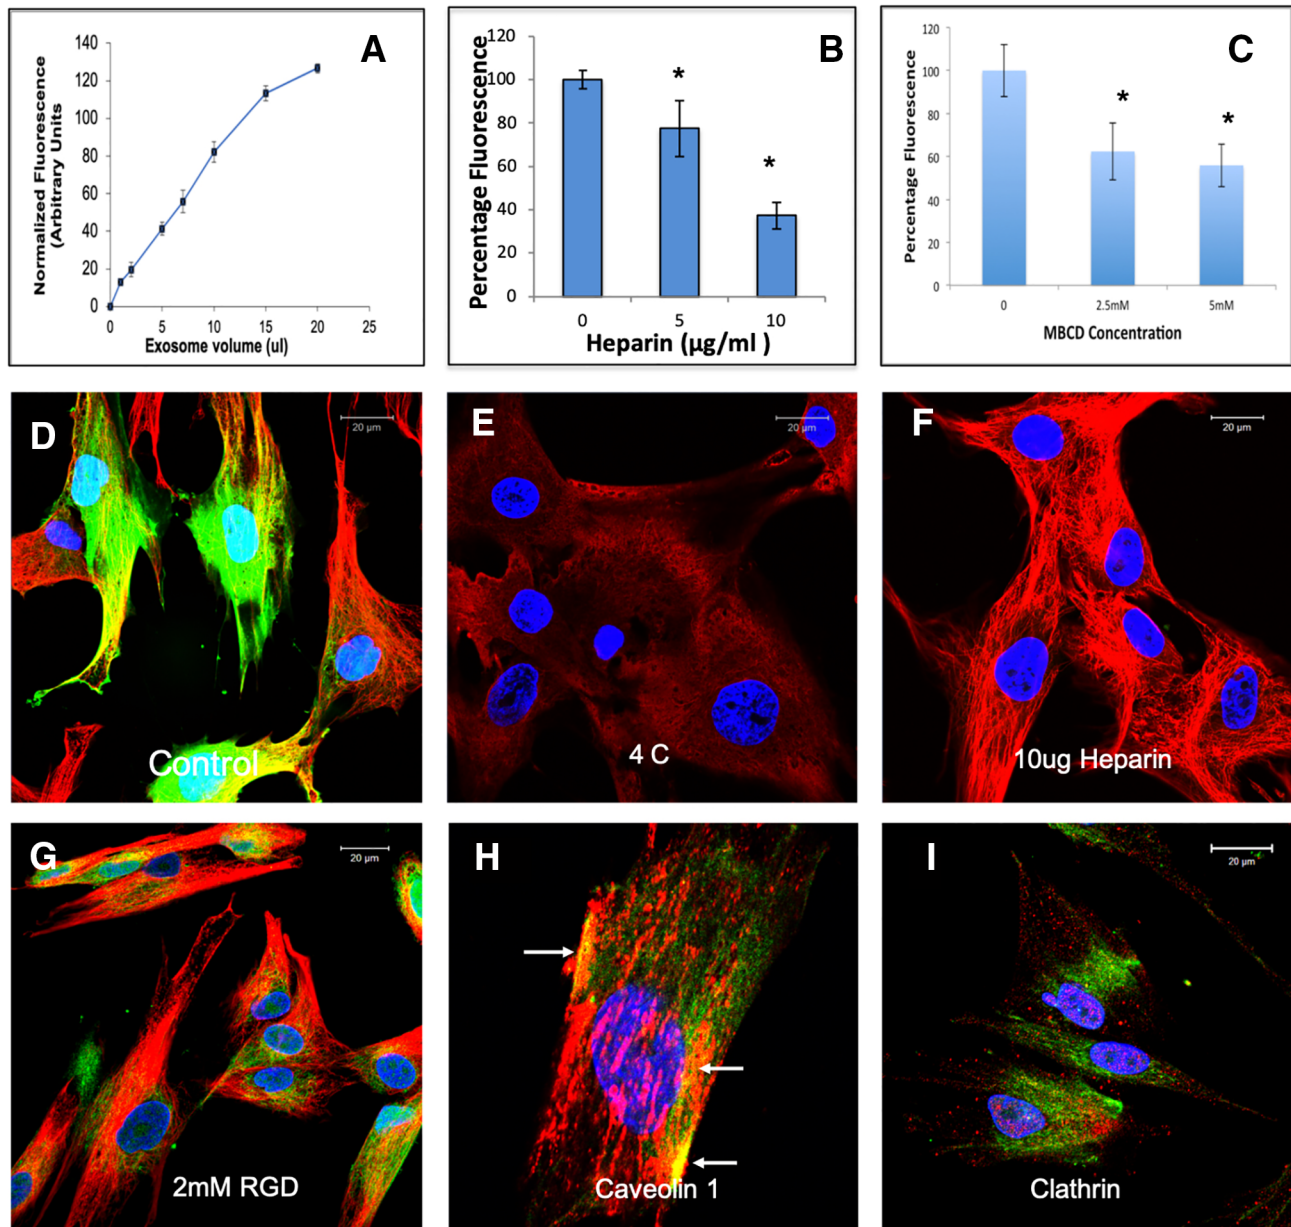 A
140
120
100
80
60
40
20
0
0 5 10 15 20 25
Normalized Fluorescence
(Arbitrary Units
Exosome volume (ul)
B
120
100
80
60
40
20
0
* *
0 5 10
Percentage Fluorescence
Heparin (µg/ml )
C
120
100
80
60
40
20
0
* *
0 2.5mM 5mM
Percentage Fluorescence
MBCD Concentration
D
20 µm
Control
E
20 µm
4 C
F
20 µm
10ug Heparin
G
20 µm
2mM RGD
H
Caveolin 1
I
20 µm
Clathrin